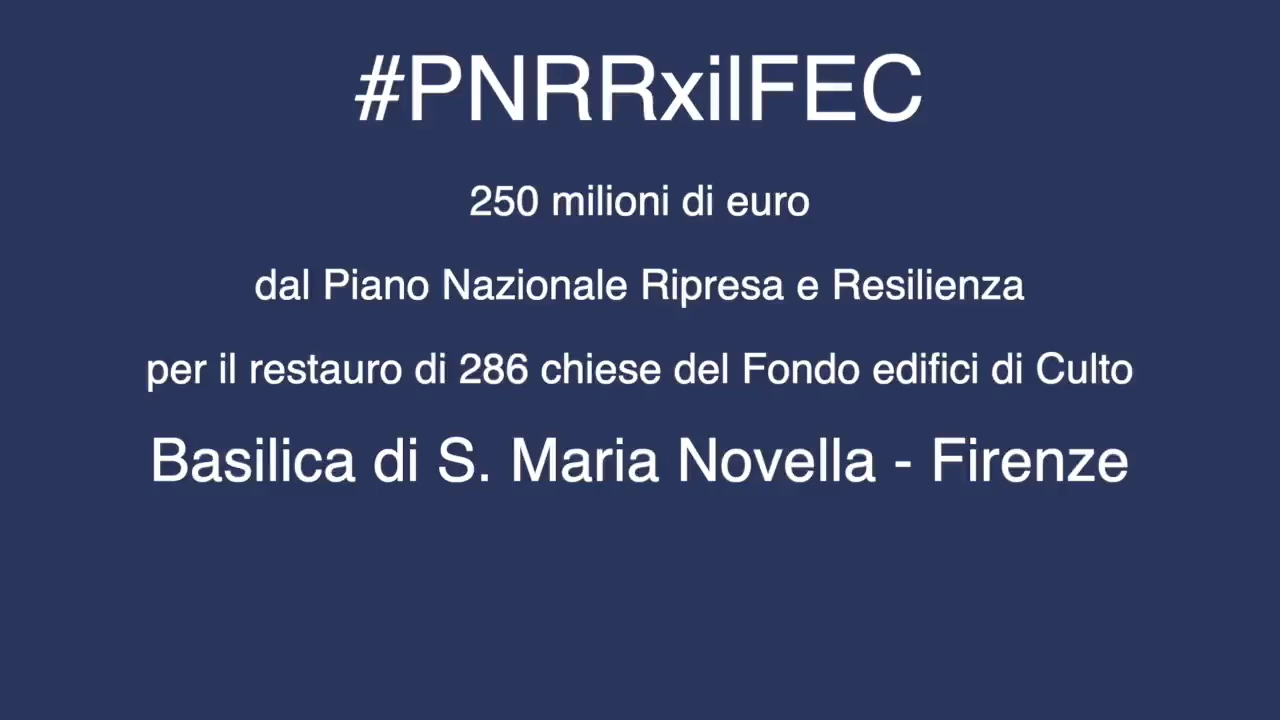 #PNRRxilFEC
250 milioni di euro
dal Piano Nazionale Ripresa e Resilienza
per il restauro di 286 chiese del Fondo edifici di Culto
Basilica di S. Maria Novella - Firenze